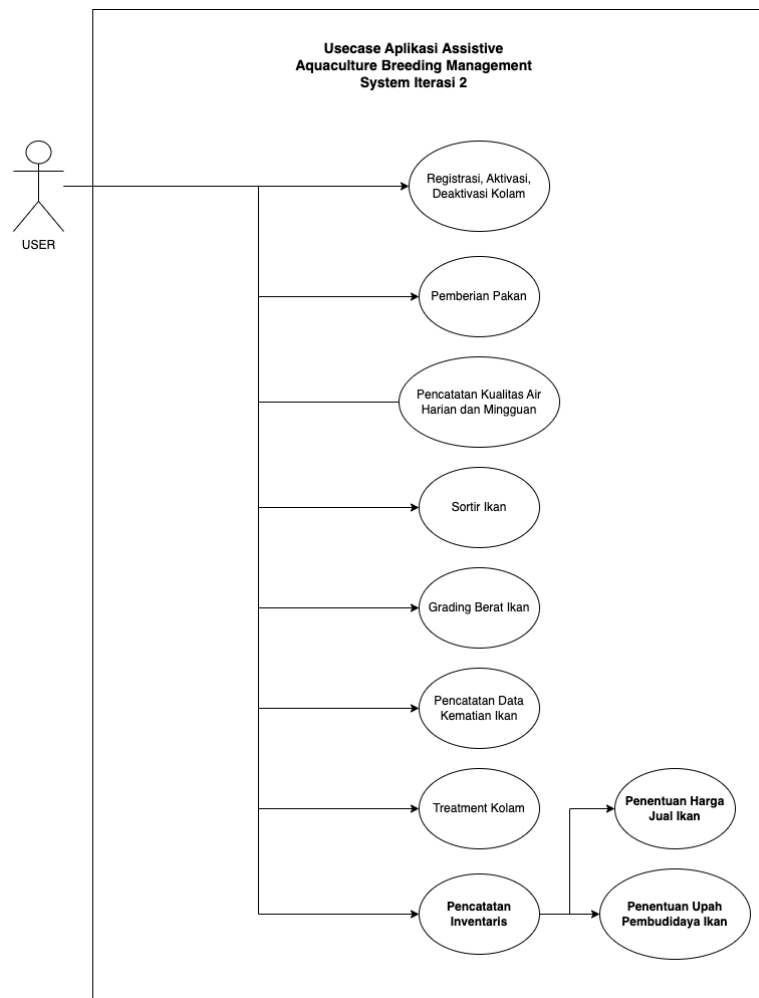 Usecase Aplikasi Assistive
Aquaculture Breeding Management
System Iterasi 2
USER
Registrasi, Aktivasi,
Deaktivasi Kolam
Pemberian Pakan
Pencatatan Kualitas Air
Harian dan Mingguan
Sortir Ikan
Grading Berat Ikan
Pencatatan Data
Kematian Ikan
Treatment Kolam
Penentuan Harga
Jual Ikan
Pencatatan
Inventaris
Penentuan Upah
Pembudidaya Ikan